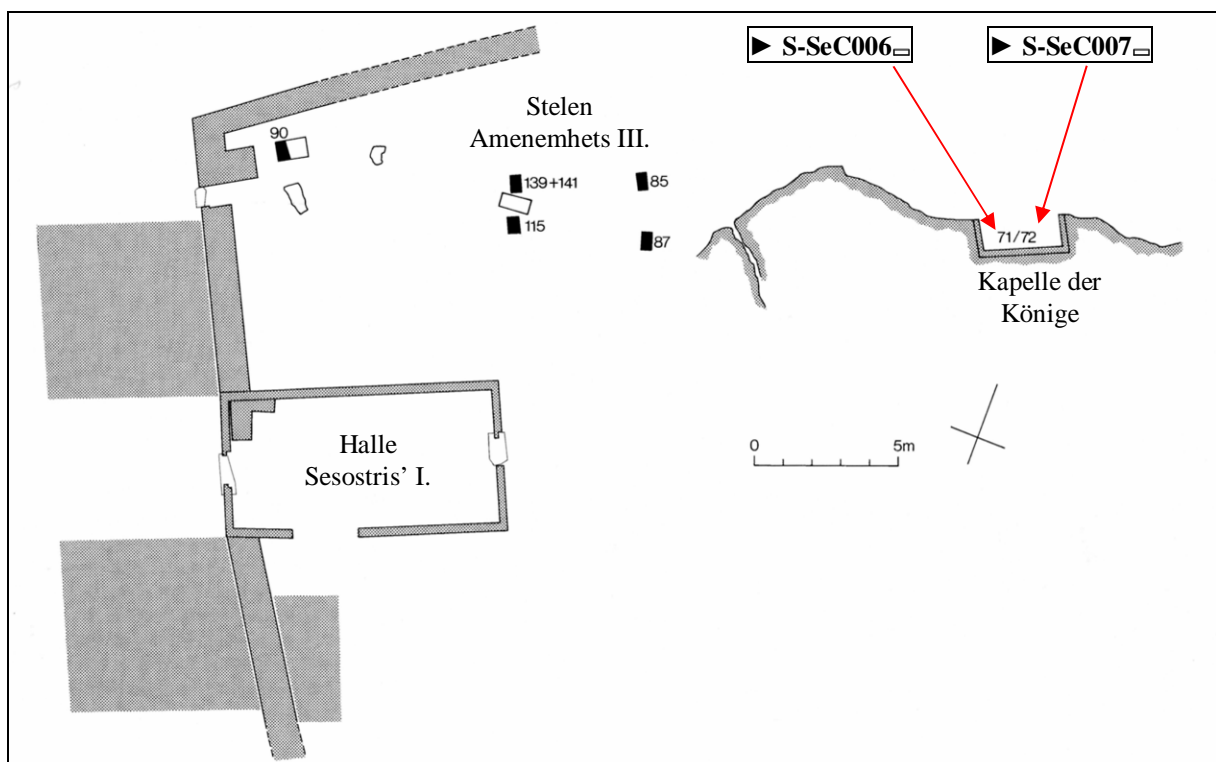 ► S-SeC006
► S-SeC007
Stelen
Amenemhets III.
90
139+141
85
115
87
71/72
Kapelle der
Könige
Halle
Sesostris’ I.
0
5m